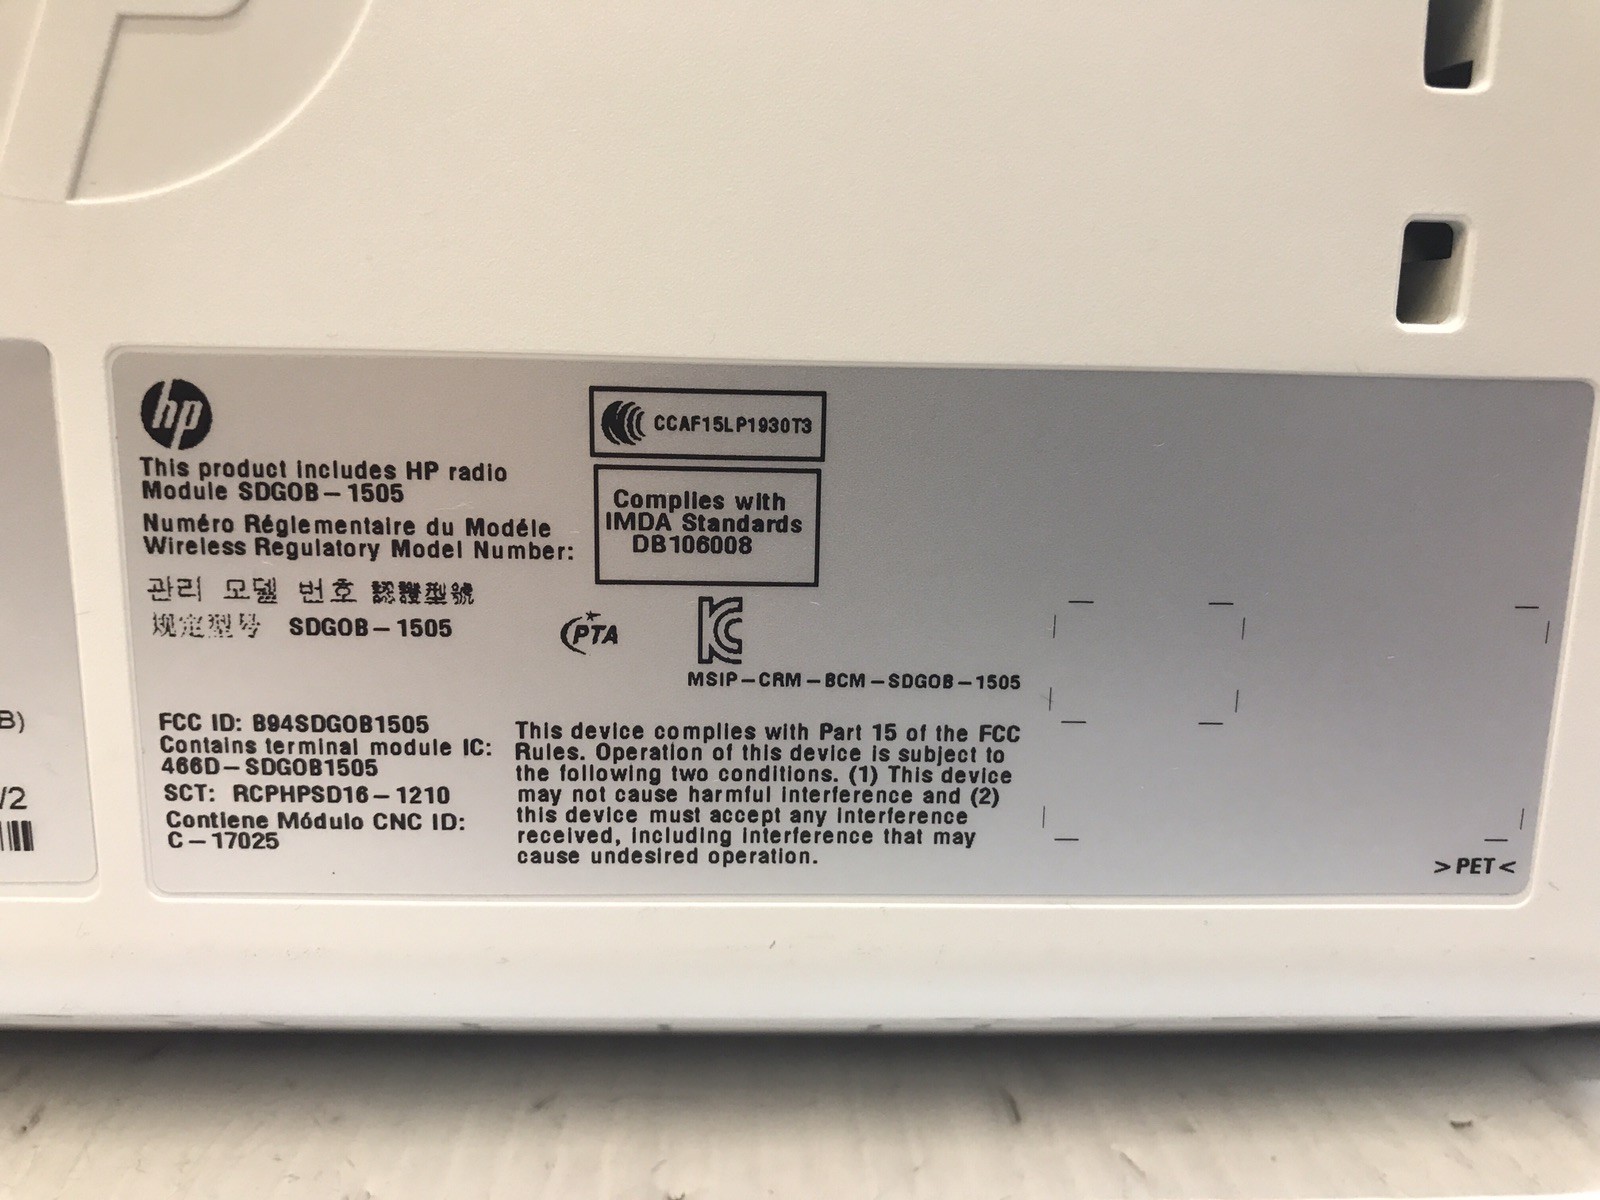 hp
This product includes HP radio
Module SDGOB-1505
Numéro Réglementaire du Modéle
Wireless Regulatory Model Number:
관리 모델 번호 認證型號
规定型号 SDGOB-1505
CCAF15LP1930T3
Complies with
IMDA Standards
DB106008
PTA
MSIP-CRM-BCM-SDGOB-1505
FCC ID: B94SDGOB1505
Contains terminal module IC:
466D-SDGOB1505
SCT: RCPHPSD16-1210
Contiene Módulo CNC ID:
C-17025
This device complies with Part 15 of the FCC
Rules. Operation of this device is subject to
the following two conditions. (1) This device
may not cause harmful interference and (2)
this device must accept any interference
received, including interference that may
cause undesired operation.
>PET<
B)
/2